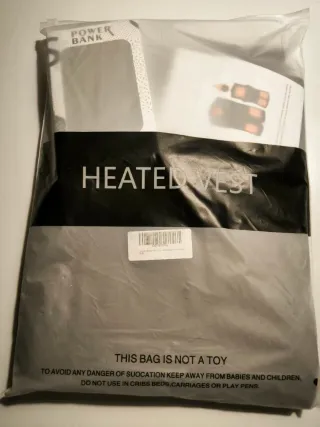 POWER
BANK
HEATED VEST
THIS BAG IS NOT A TOY
TO AVOID ANY DANGER OF SUOCATION KEEP AWAY FROM BABIES AND CHILDREN,
DO NOT USE IN CRIBS BEDS,CARRIAGES OR PLAY PENS